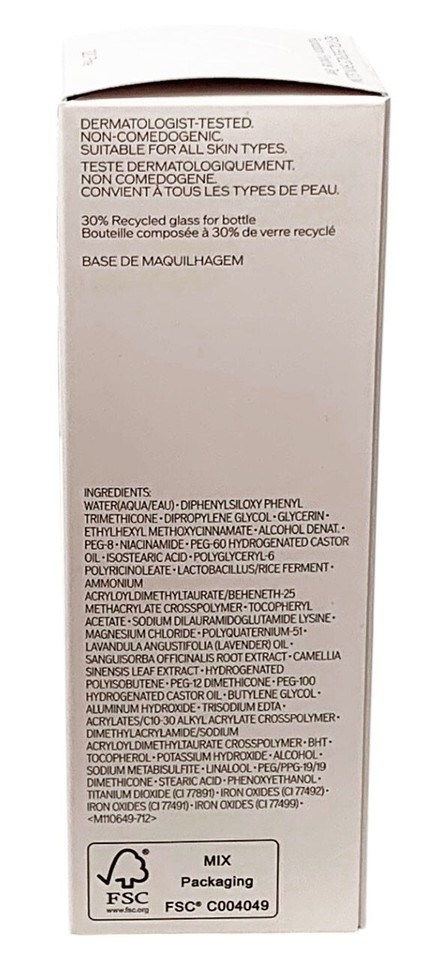 DERMATOLOGIST-TESTED.
NON-COMEDOGENIC.
SUITABLE FOR ALL SKIN TYPES.
TESTE DERMATOLOGIQUEMENT.
NON COMEDOGENE.
CONVIENT À TOUS LES TYPES DE PEAU.
30% Recycled glass for bottle
Bouteille composée à 30% de verre recyclé
BASE DE MAQUILHAGEM
INGREDIENTS:
WATER(AQUA/EAU)・DIPHENYLSILOXY PHENYL
TRIMETHICONE・DIPROPYLENE GLYCOL・GLYCERIN・
ETHYLHEXYL METHOXYCINNAMATE・ALCOHOL DENAT.・
PEG-8・NIACINAMIDE・PEG-60 HYDROGENATED CASTOR
OIL・ISOSTEARIC ACID・POLYGLYCERYL-6
POLYRICINOLEATE・LACTOBACILLUS/RICE FERMENT・
AMMONIUM
ACRYLOYLDIMETHYLTAURATE/BEHENETH-25
METHACRYLATE CROSSPOLYMER・TOCOPHERYL
ACETATE・SODIUM DILAURAMIDOGLUTAMIDE LYSINE・
MAGNESIUM CHLORIDE・POLYQUATERNIUM-51・
LAVANDULA ANGUSTIFOLIA (LAVENDER) OIL・
SANGUISORBA OFFICINALIS ROOT EXTRACT・CAMELLIA
SINENSIS LEAF EXTRACT・HYDROGENATED
POLYISOBUTENE・PEG-12 DIMETHICONE・PEG-100
HYDROGENATED CASTOR OIL・BUTYLENE GLYCOL・
ALUMINUM HYDROXIDE・TRISODIUM EDTA・
ACRYLATES/C10-30 ALKYL ACRYLATE CROSSPOLYMER・
DIMETHYLACRYLAMIDE/SODIUM
ACRYLOYLDIMETHYLTAURATE CROSSPOLYMER・BHT・
TOCOPHEROL・POTASSIUM HYDROXIDE・ALCOHOL・
SODIUM METABISULFITE・LINALOOL・PEG/PPG-19/19
DIMETHICONE・STEARIC ACID・PHENOXYETHANOL・
TITANIUM DIOXIDE (CI 77891)・IRON OXIDES (CI 77492)・
IRON OXIDES (CI 77491)・IRON OXIDES (CI 77499)・
<M110649-712>
FSC
www.fsc.org
MIX
Packaging
FSC® C004049